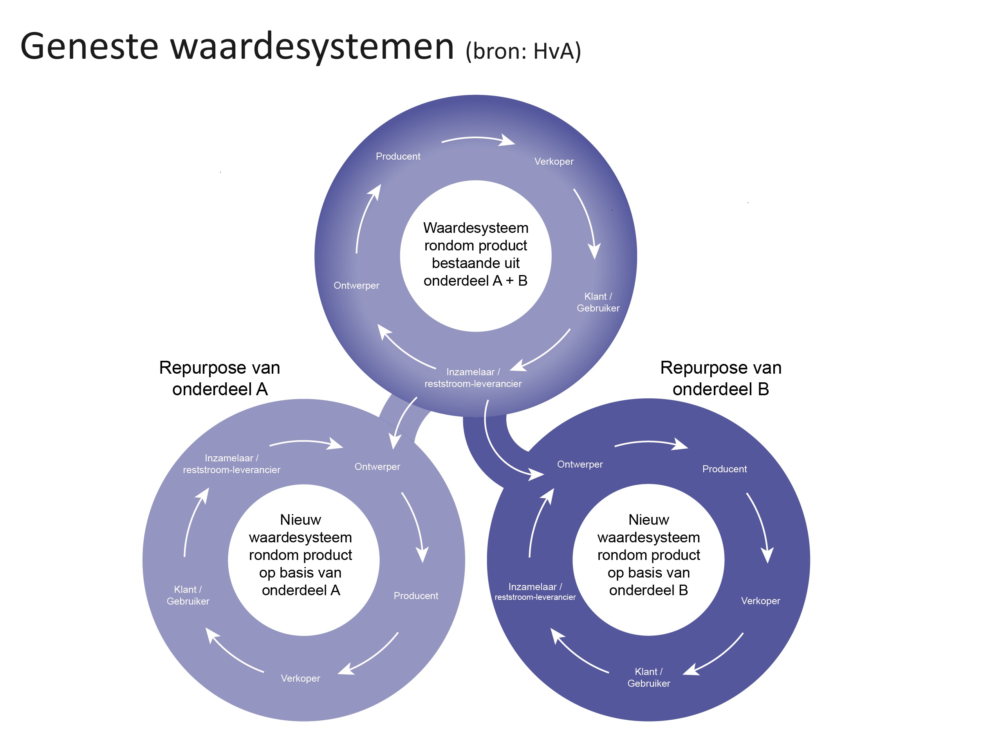 Geneste waardesystemen (bron: HvA)
Producent
Verkoper
Waardesysteem
rondom product
bestaande uit
onderdeel A + B
Ontwerper
Klant /
Gebruiker
Inzamelaar /
reststroom-leverancier
Repurpose van
onderdeel A
Repurpose van
onderdeel B
Inzamelaar /
reststroom-leverancier
Ontwerper
Nieuw
waardesysteem
rondom product
op basis van
onderdeel A
Klant /
Gebruiker
Producent
Verkoper
Ontwerper
Producent
Nieuw
waardesysteem
rondom product
op basis van
onderdeel B
Inzamelaar /
reststroom-leverancier
Verkoper
Klant /
Gebruiker